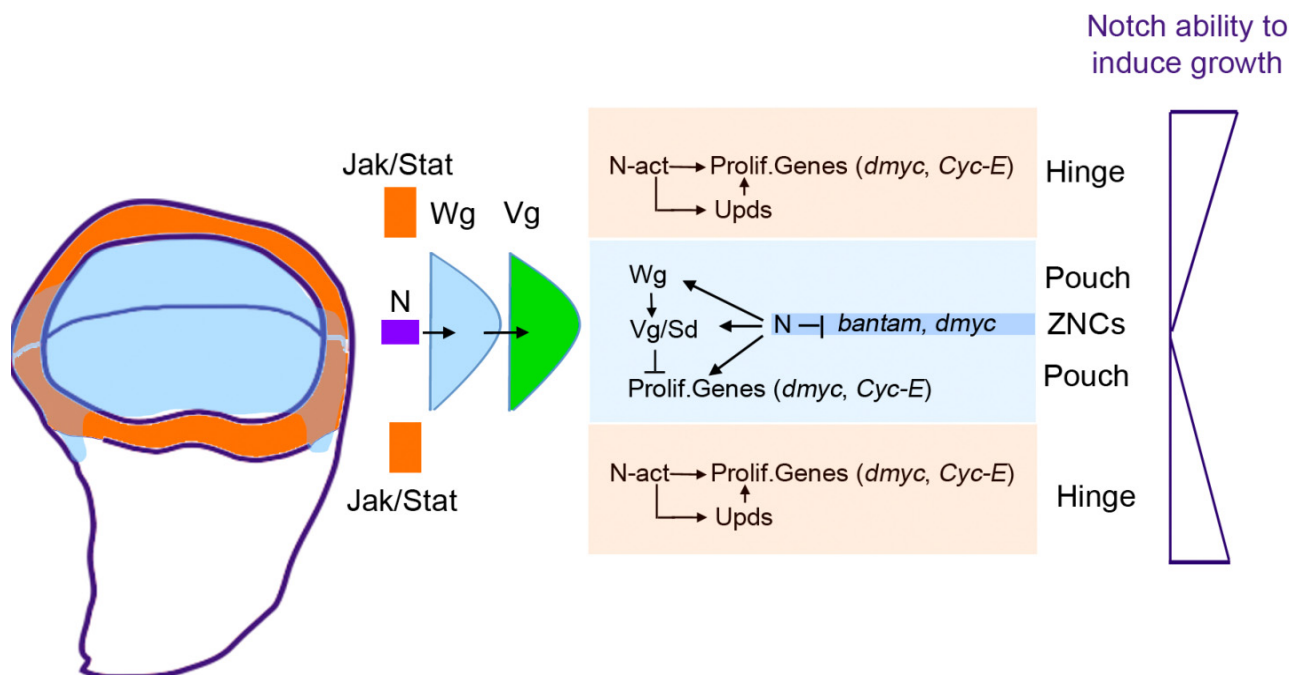 Notch ability to
induce growth
Jak/Stat
Wg
Vg
N
Jak/Stat
N-act Prolif.Genes (dmyc, Cyc-E)
Upds
Hinge
Wg
Vg/Sd
N bantam, dmyc
Prolif.Genes (dmyc, Cyc-E)
Pouch
ZNCs
Pouch
N-act Prolif.Genes (dmyc, Cyc-E)
Upds
Hinge